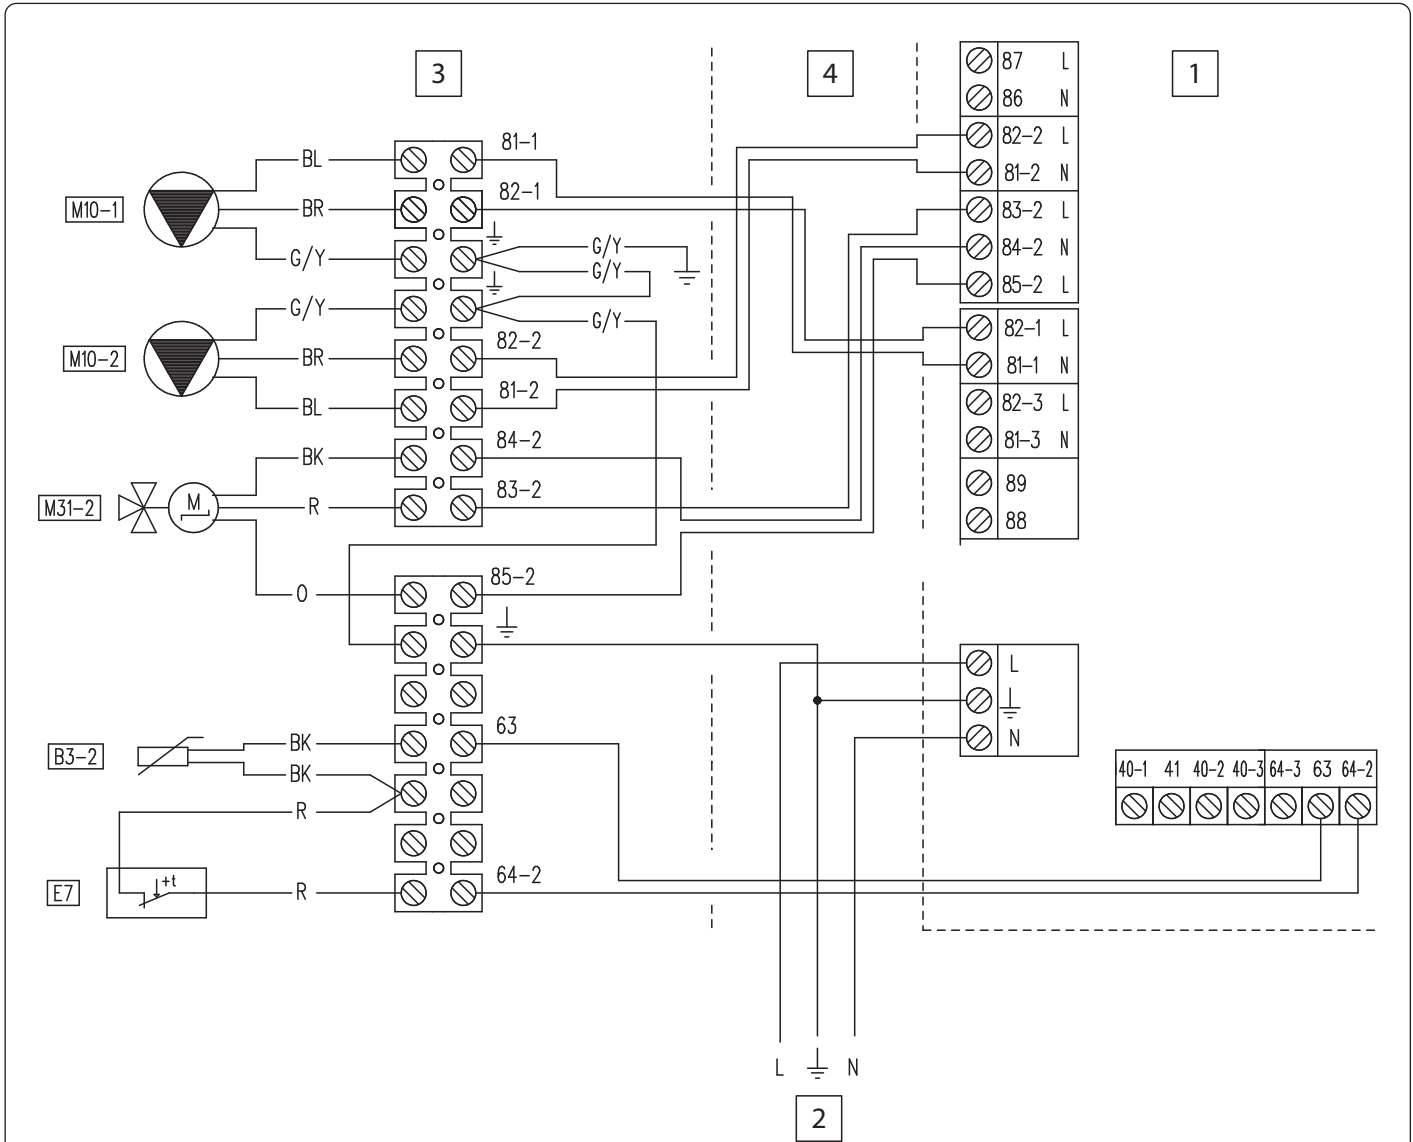 3
4
1
87 L
86 N
82-2 L
81-2 N
83-2 L
84-2 N
85-2 L
82-1 L
81-1 N
82-3 L
81-3 N
89
88
M10-1
BL
BR
G/Y
81-1
82-1
G/Y
G/Y
G/Y
M10-2
G/Y
BR
BL
82-2
81-2
M31-2
M
BK
R
O
84-2
83-2
85-2
L
N
B3-2
BK
BK
R
63
40-1 41 40-2 40-3 64-3 63 64-2
E7
+t
R
64-2
L N
2